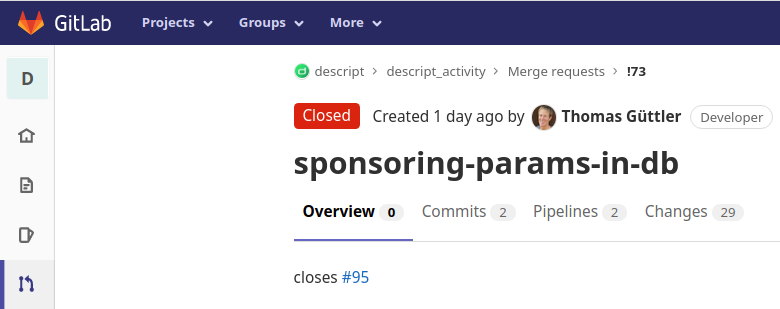 GitLab Projects Groups More
D
descript > descript_activity > Merge requests > !73
Closed Created 1 day ago by Thomas Güttler Developer
sponsoring-params-in-db
Overview 0 Commits 2 Pipelines 2 Changes 29
closes #95